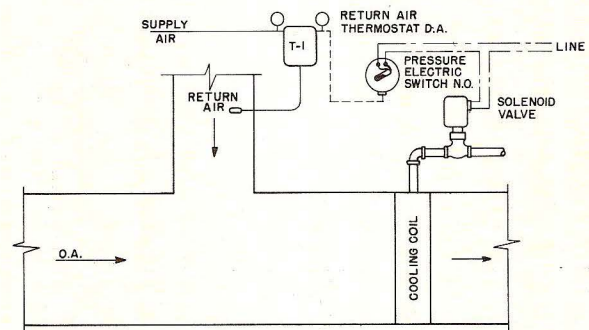 SUPPLY
AIR
T-1
RETURN AIR
THERMOSTAT D.A.
LINE
PRESSURE
ELECTRIC
SWITCH N.O.
SOLENOID
VALVE
RETURN
AIR
O.A.
COOLING COIL